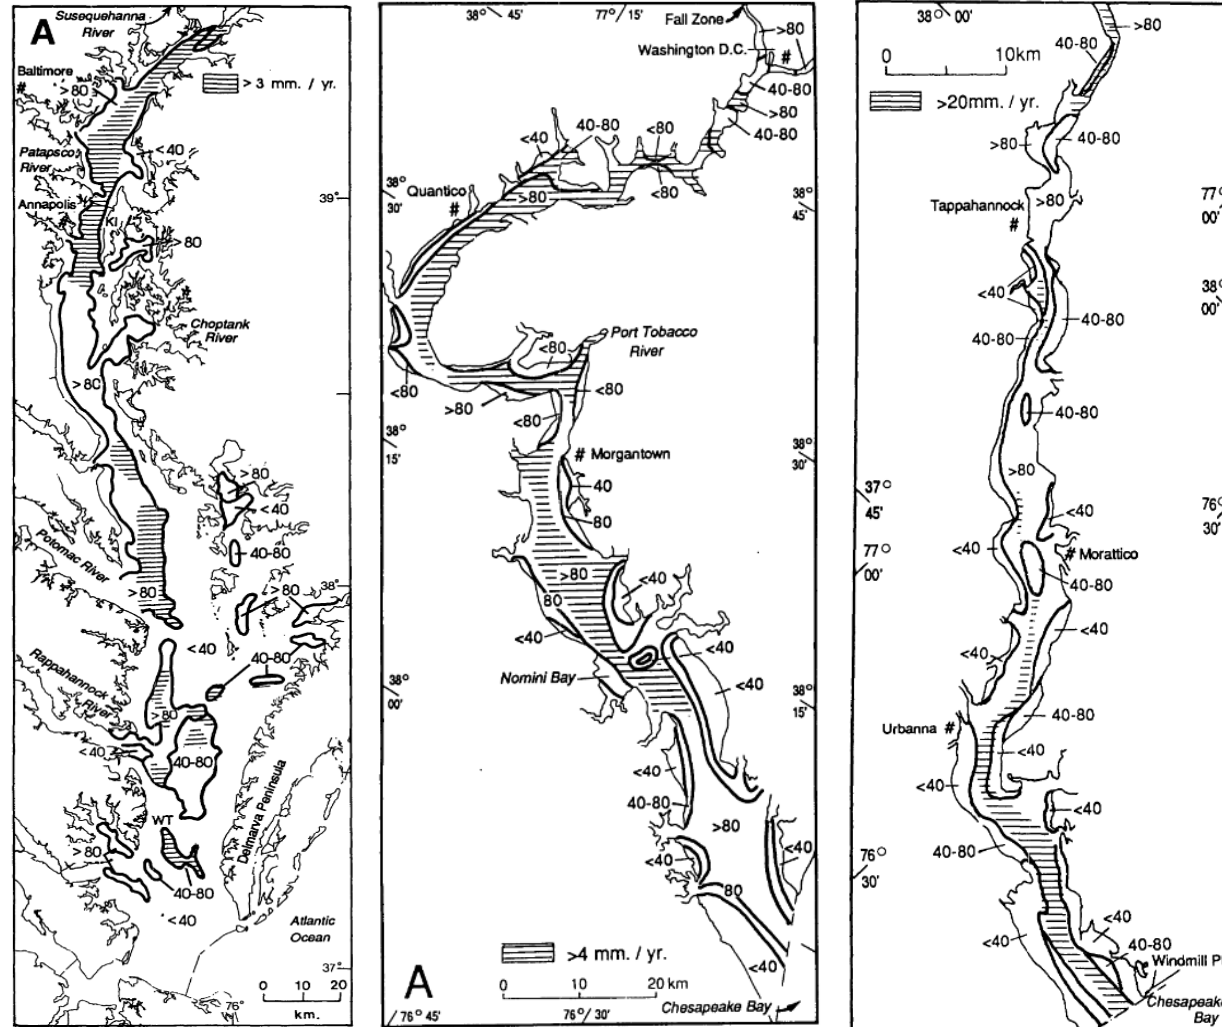 A
Susequehanna
River
Baltimore
#
> 3 mm. / yr.
>80
<40
Patapsco
River
39°
Annapolis
#
KI
>80
#
Choptank
River
>80
>80
<40
Potomac River
40-80
38°
>80
>80
<40
40-80
Rappahannock
River
>80
<40
40-80
Delmarva Peninsula
WT
>80
40-80
<40
Atlantic
Ocean
37°
76°
0 10 20
km.
38° 45'
77° 15'
Fall Zone
>80
Washington D.C.
#
40-80
>80
40-80
40-80
<80
<40
38°
30'
Quantico
#
>80
<80
38°
45'
Port Tobacco
River
<80
<80
<80
>80
<80
38°
15'
# Morgantown
38°
30'
40
80
>80
<40
80
<40
<40
Nomini Bay
<40
38°
00'
38°
15'
<40
40-80
>80
<40
<40
80
>4 mm. / yr.
<40
A
0 10 20 km
Chesapeake Bay
76° 45'
76° 30'
38° 00'
>80
40-80
0 10km
>20mm. / yr.
>80
40-80
Tappahannock
#
>80
77°
00'
<40
38°
00'
40-80
40-80
40-80
>80
37°
45'
<40
76°
30'
77°
00'
<40
# Morattico
40-80
<40
<40
40-80
Urbanna #
<40
<40
<40
40-80
76°
30'
<40
<40
40-80
Windmill P
Chesapeake
Bay